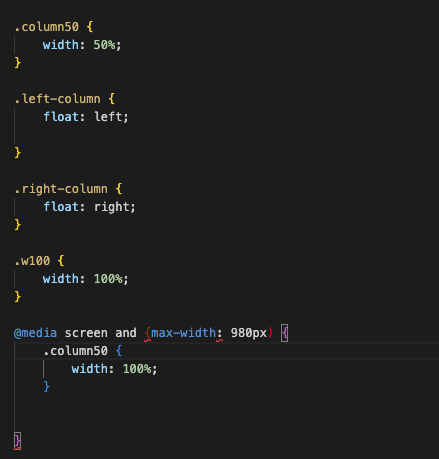 .column50 {
width: 50%;
}
.left-column {
float: left;
}
.right-column {
float: right;
}
.w100 {
width: 100%;
}
@media screen and {max-width: 980px) {
.column50 {
width: 100%;
}
}